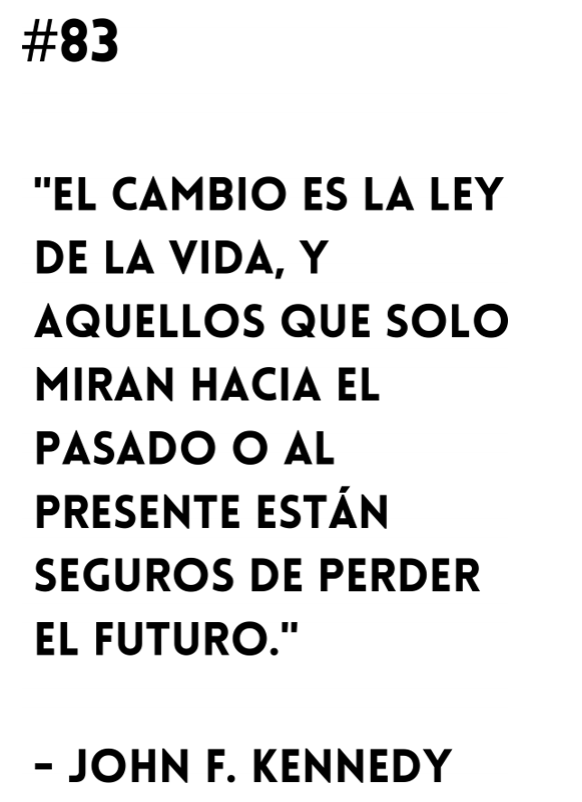 #83
"EL CAMBIO ES LA LEY
DE LA VIDA, Y
AQUELLOS QUE SOLO
MIRAN HACIA EL
PASADO O AL
PRESENTE ESTÁN
SEGUROS DE PERDER
EL FUTURO."
- JOHN F. KENNEDY